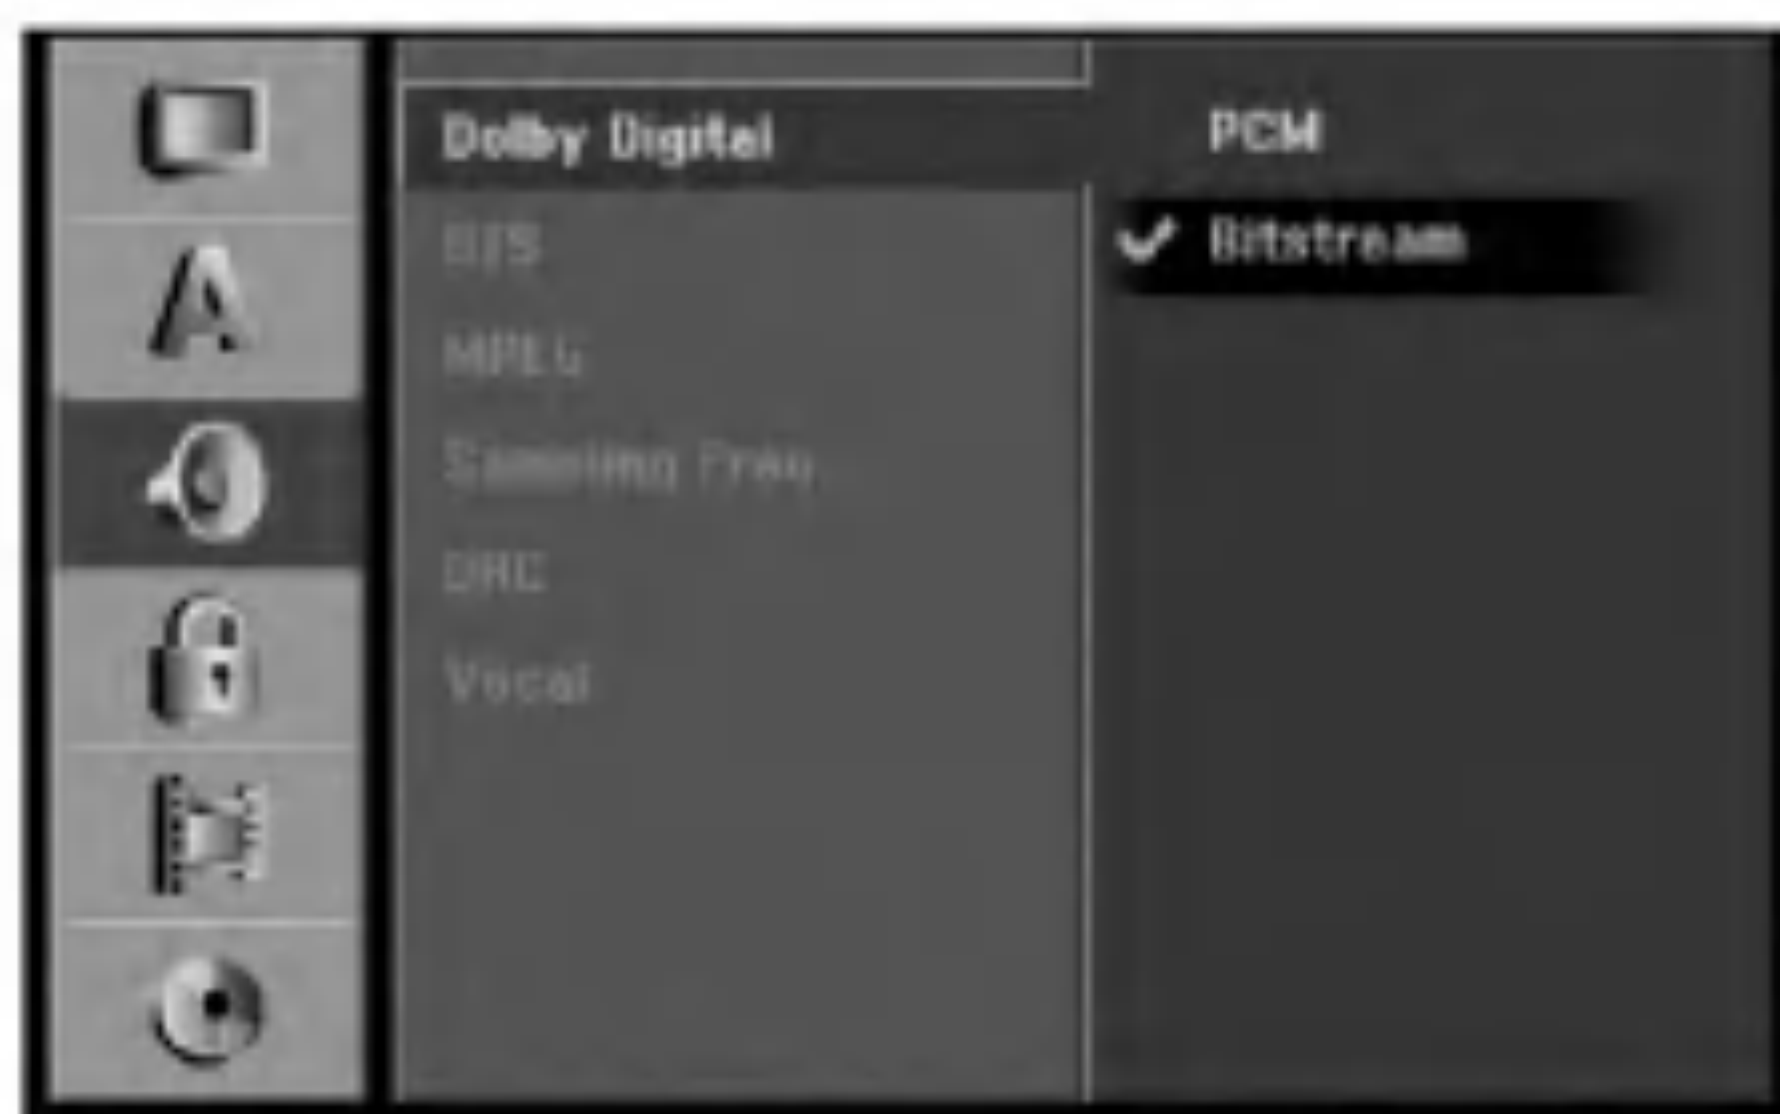 Dolby Digital
PCM
DTS
Bitstream
MPEG
Sampling Freq.
DRC
Vocal